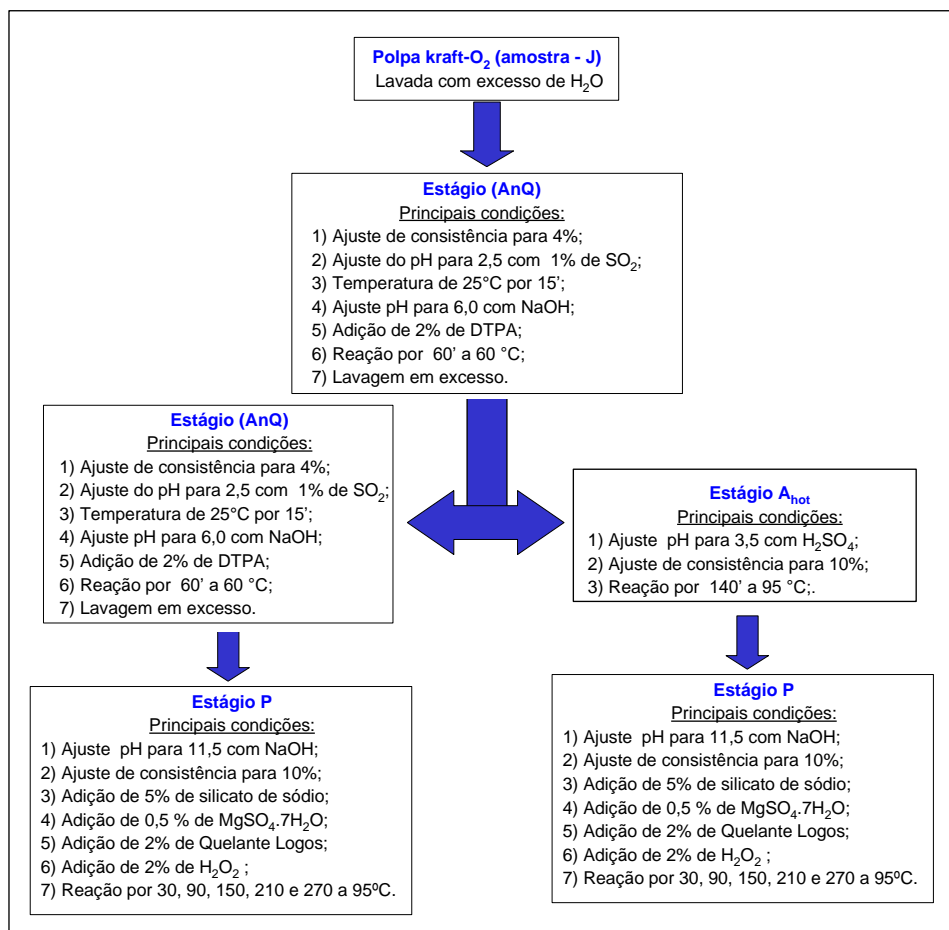 Polpa kraft-O₂ (amostra - J)
Lavada com excesso de H₂O
Estágio (AnQ)
Principais condições:
1) Ajuste de consistência para 4%;
2) Ajuste do pH para 2,5 com 1% de SO₂;
3) Temperatura de 25°C por 15’;
4) Ajuste pH para 6,0 com NaOH;
5) Adição de 2% de DTPA;
6) Reação por 60’ a 60 °C;
7) Lavagem em excesso.
Estágio (AnQ)
Principais condições:
1) Ajuste de consistência para 4%;
2) Ajuste do pH para 2,5 com 1% de SO₂;
3) Temperatura de 25°C por 15’;
4) Ajuste pH para 6,0 com NaOH;
5) Adição de 2% de DTPA;
6) Reação por 60’ a 60 °C;
7) Lavagem em excesso.
Estágio A_hot
Principais condições:
1) Ajuste pH para 3,5 com H₂SO₄;
2) Ajuste de consistência para 10%;
3) Reação por 140’ a 95 °C;.
Estágio P
Principais condições:
1) Ajuste pH para 11,5 com NaOH;
2) Ajuste de consistência para 10%;
3) Adição de 5% de silicato de sódio;
4) Adição de 0,5 % de MgSO₄.7H₂O;
5) Adição de 2% de Quelante Logos;
6) Adição de 2% de H₂O₂ ;
7) Reação por 30, 90, 150, 210 e 270 a 95ºC.
Estágio P
Principais condições:
1) Ajuste pH para 11,5 com NaOH;
2) Ajuste de consistência para 10%;
3) Adição de 5% de silicato de sódio;
4) Adição de 0,5 % de MgSO₄.7H₂O;
5) Adição de 2% de Quelante Logos;
6) Adição de 2% de H₂O₂ ;
7) Reação por 30, 90, 150, 210 e 270 a 95ºC.